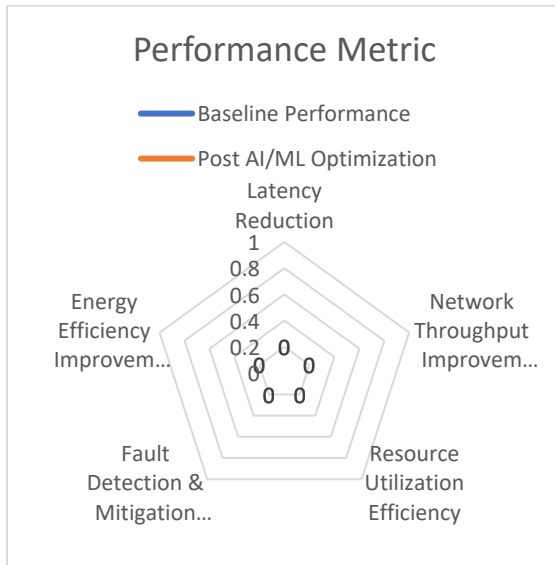 Performance Metric
Baseline Performance
Post AI/ML Optimization
Latency
Reduction
1
0.8
0.6
0.4
0.2
0
0
0
0
0
0
Network
Throughput
Improvem...
Resource
Utilization
Efficiency
Fault
Detection &
Mitigation...
Energy
Efficiency
Improvem...